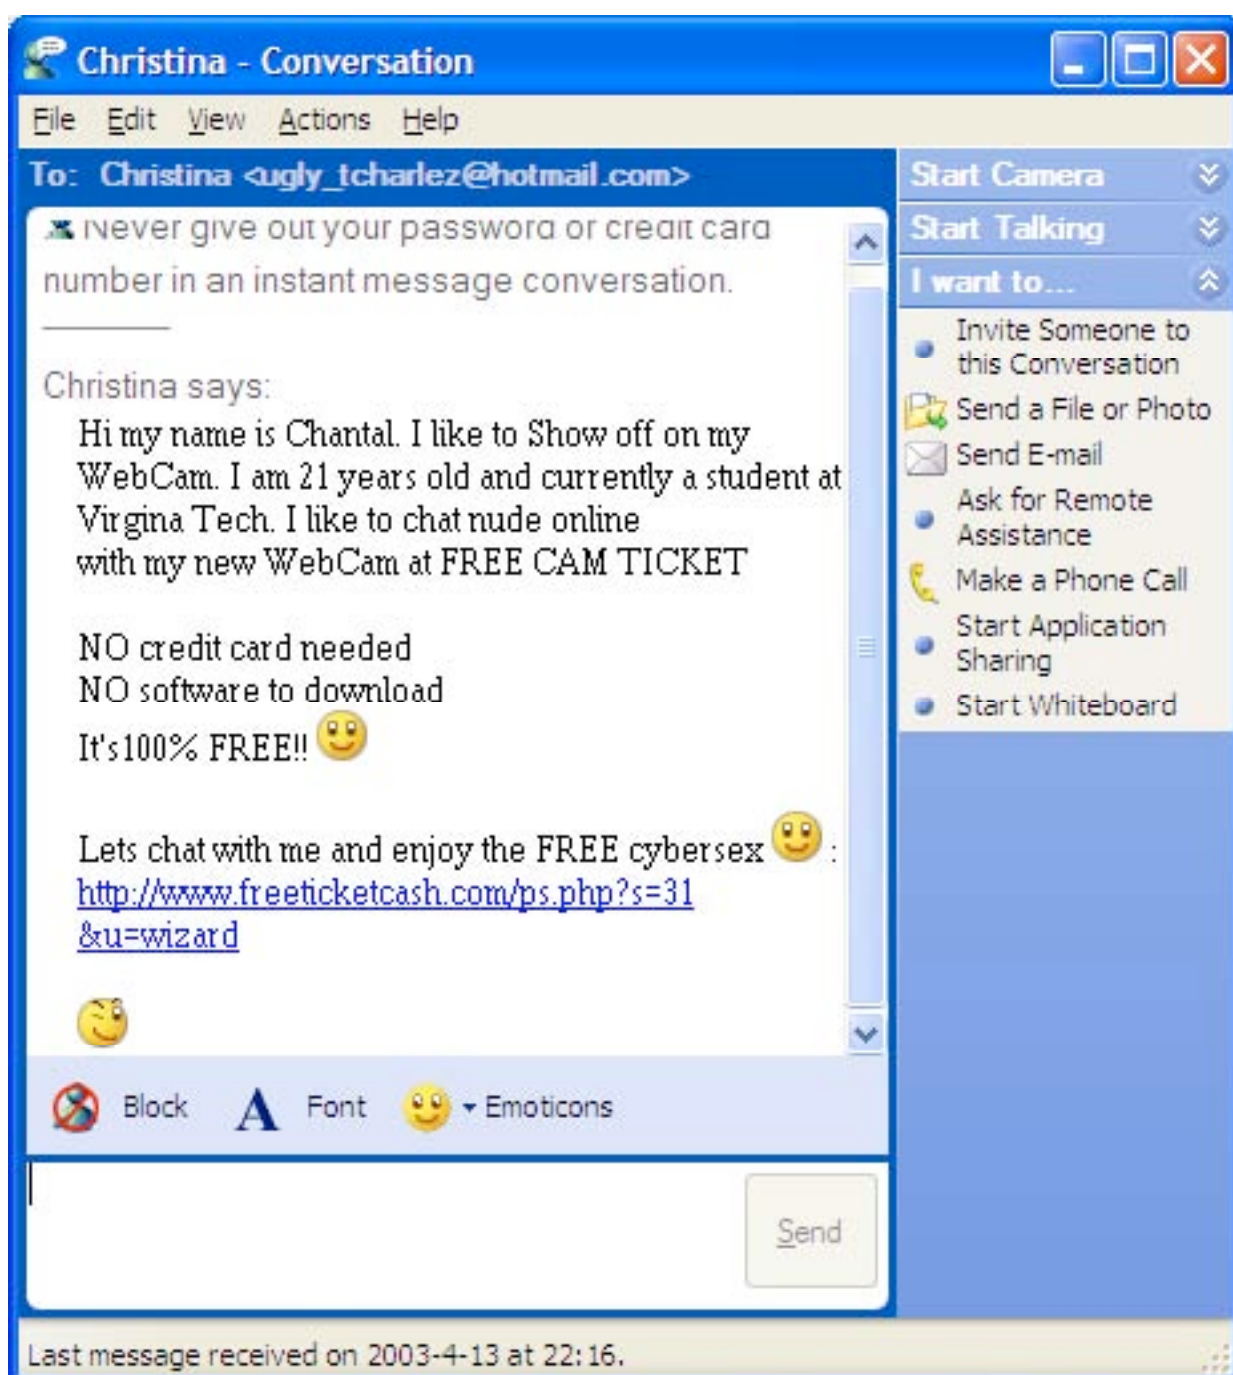 Christina - Conversation
File Edit View Actions Help
To: Christina <ugly_tcharlez@hotmail.com>
Never give out your password or credit card
number in an instant message conversation.
Christina says:
Hi my name is Chantal. I like to Show off on my
WebCam. I am 21 years old and currently a student at
Virgina Tech. I like to chat nude online
with my new WebCam at FREE CAM TICKET
NO credit card needed
NO software to download
It's100% FREE!!
Lets chat with me and enjoy the FREE cybersex :
http://www.freeticketcash.com/ps.php?s=31
&u=wizard
Block A Font Emoticons
Send
Last message received on 2003-4-13 at 22:16.
Start Camera
Start Talking
I want to...
Invite Someone to
this Conversation
Send a File or Photo
Send E-mail
Ask for Remote
Assistance
Make a Phone Call
Start Application
Sharing
Start Whiteboard